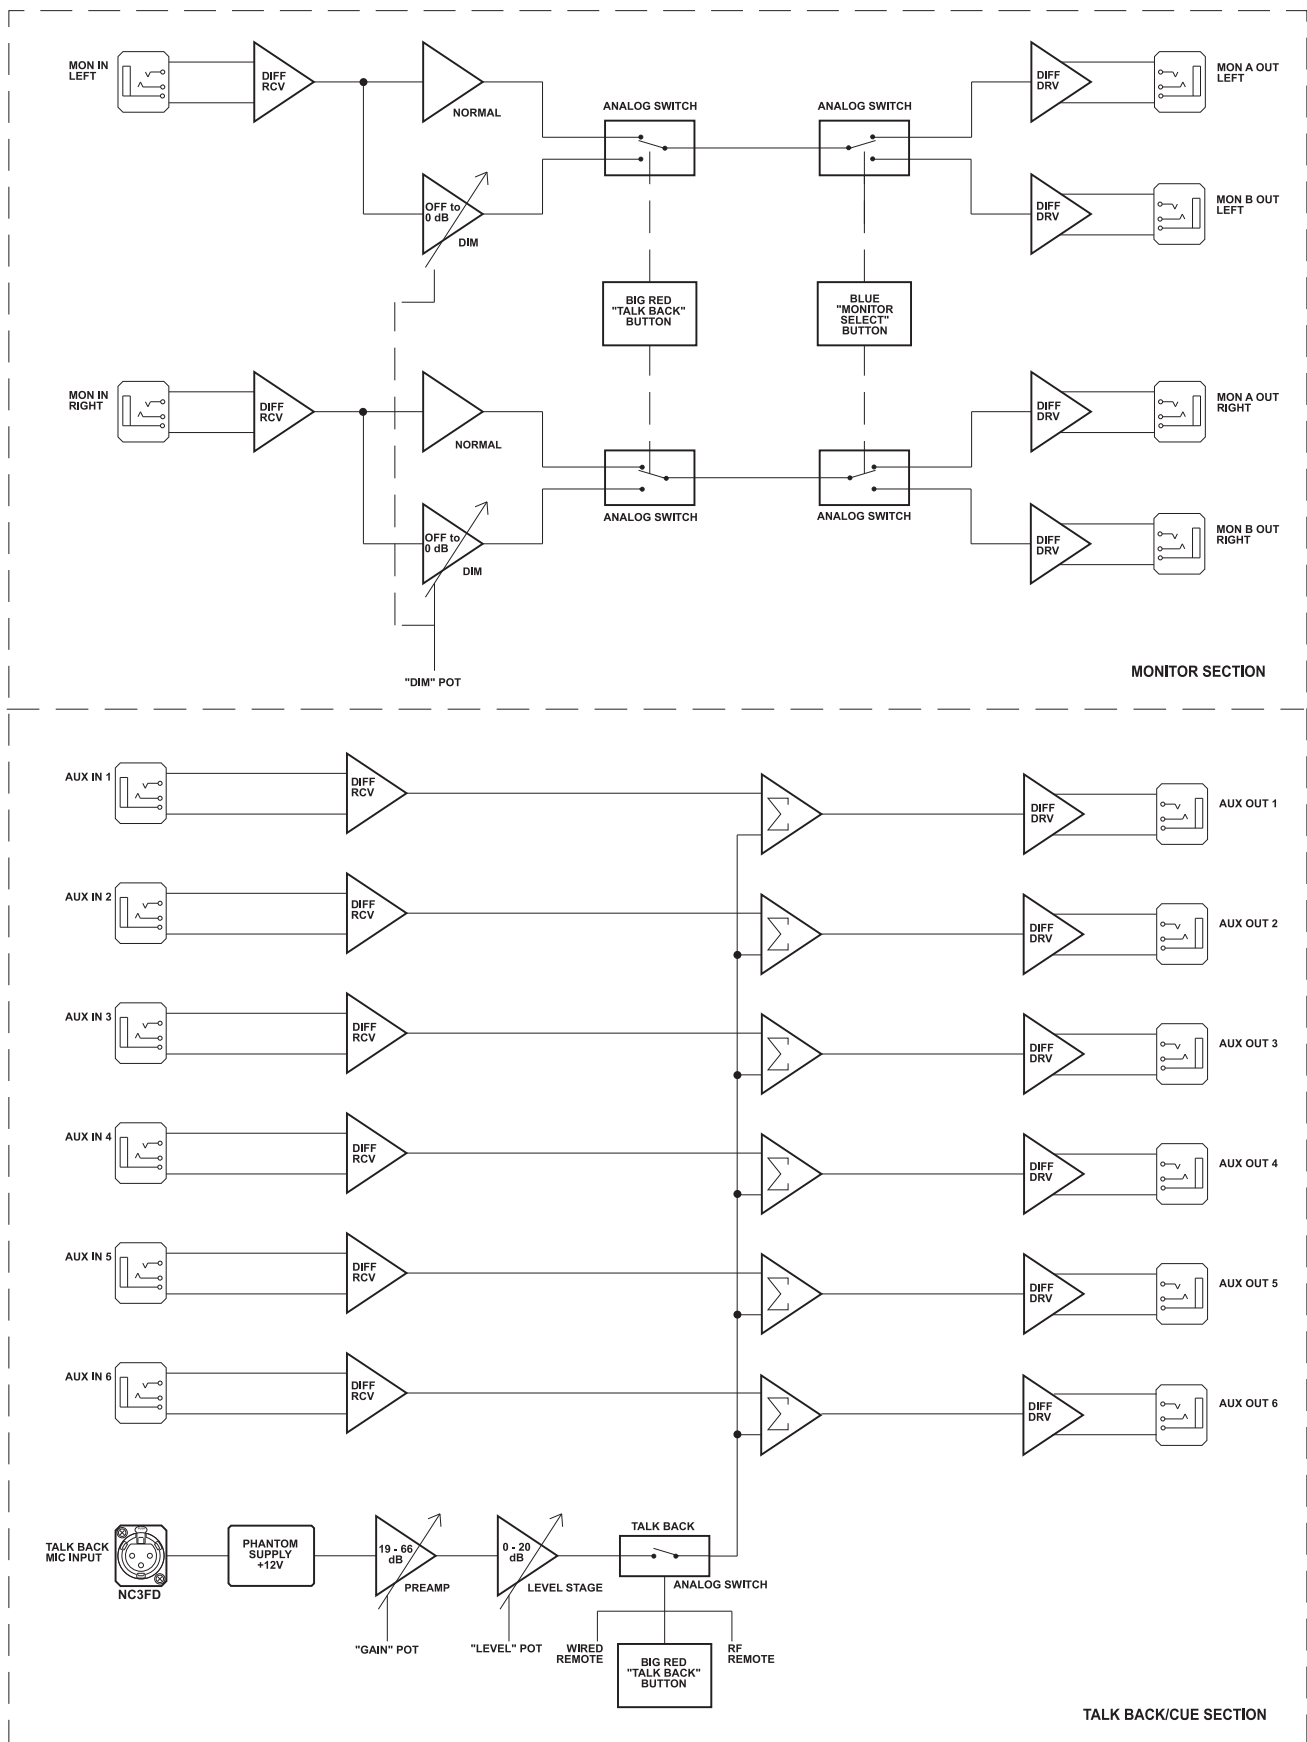 MON IN
LEFT
DIFF
RCV
NORMAL
OFF to
0 dB
DIM
ANALOG SWITCH
ANALOG SWITCH
DIFF
DRV
MON A OUT
LEFT
DIFF
DRV
MON B OUT
LEFT
BIG RED
"TALK BACK"
BUTTON
BLUE
"MONITOR
SELECT"
BUTTON
MON IN
RIGHT
DIFF
RCV
NORMAL
OFF to
0 dB
DIM
ANALOG SWITCH
ANALOG SWITCH
DIFF
DRV
MON A OUT
RIGHT
DIFF
DRV
MON B OUT
RIGHT
"DIM" POT
MONITOR SECTION
AUX IN 1
DIFF
RCV
Σ
DIFF
DRV
AUX OUT 1
AUX IN 2
DIFF
RCV
Σ
DIFF
DRV
AUX OUT 2
AUX IN 3
DIFF
RCV
Σ
DIFF
DRV
AUX OUT 3
AUX IN 4
DIFF
RCV
Σ
DIFF
DRV
AUX OUT 4
AUX IN 5
DIFF
RCV
Σ
DIFF
DRV
AUX OUT 5
AUX IN 6
DIFF
RCV
Σ
DIFF
DRV
AUX OUT 6
TALK BACK
MIC INPUT
NC3FD
PHANTOM
SUPPLY
+12V
19 - 66
dB
PREAMP
"GAIN" POT
0 - 20
dB
LEVEL STAGE
"LEVEL" POT
TALK BACK
ANALOG SWITCH
WIRED
REMOTE
RF
REMOTE
BIG RED
"TALK BACK"
BUTTON
TALK BACK/CUE SECTION